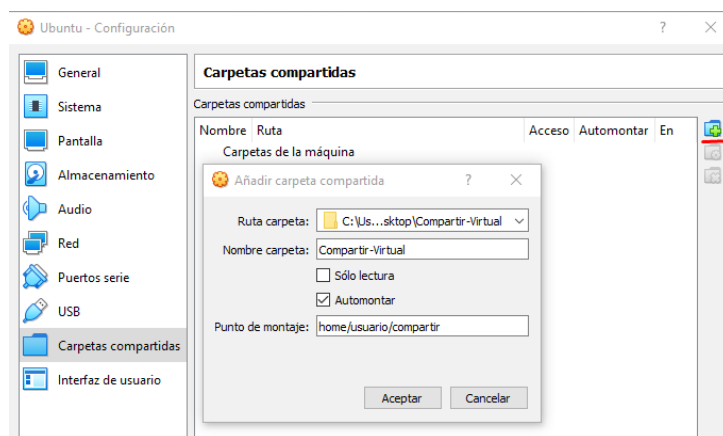 Ubuntu - Configuración ? ×
General
Sistema
Pantalla
Almacenamiento
Audio
Red
Puertos serie
USB
Carpetas compartidas
Interfaz de usuario
Carpetas compartidas
Carpetas compartidas
Nombre Ruta Acceso Automontar En
Carpetas de la máquina
Añadir carpeta compartida ? ×
Ruta carpeta: C:\Us...sktop\Compartir-Virtual
Nombre carpeta: Compartir-Virtual
Sólo lectura
Automontar
Punto de montaje: home/usuario/compartir
Aceptar Cancelar